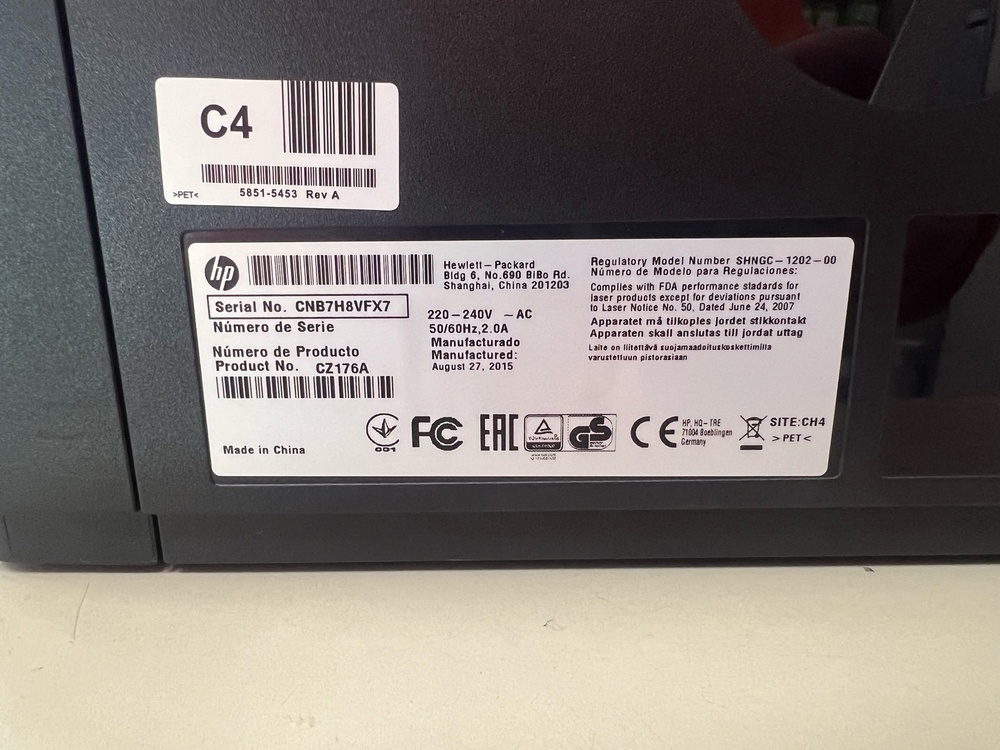 C4
>PET<
5851-5453 Rev A
hp
Hewlett-Packard
Bldg 6, No.690 BiBo Rd.
Shanghai, China 201203
Serial No. CNB7H8VFX7
Número de Serie
Número de Producto
Product No. CZ176A
220-240V ~ AC
50/60Hz,2.0A
Manufacturado
Manufactured:
August 27, 2015
Regulatory Model Number SHNGC-1202-00
Número de Modelo para Regulaciones:
Complies with FDA performance stadards for
laser products except for deviations pursuant
to Laser Notice No. 50, Dated June 24, 2007
Apparatet må tilkoples jordet stikkontakt
Apparaten skall anslutas till jordat uttag
Laite on liitettävä suojamaadoituskoskettimilla
varustettuun pistorasiaan
Made in China
001
FC
EAC
GS
CE
HP, HQ-TRE
71004 Boeblingen
Germany
SITE:CH4
>PET<